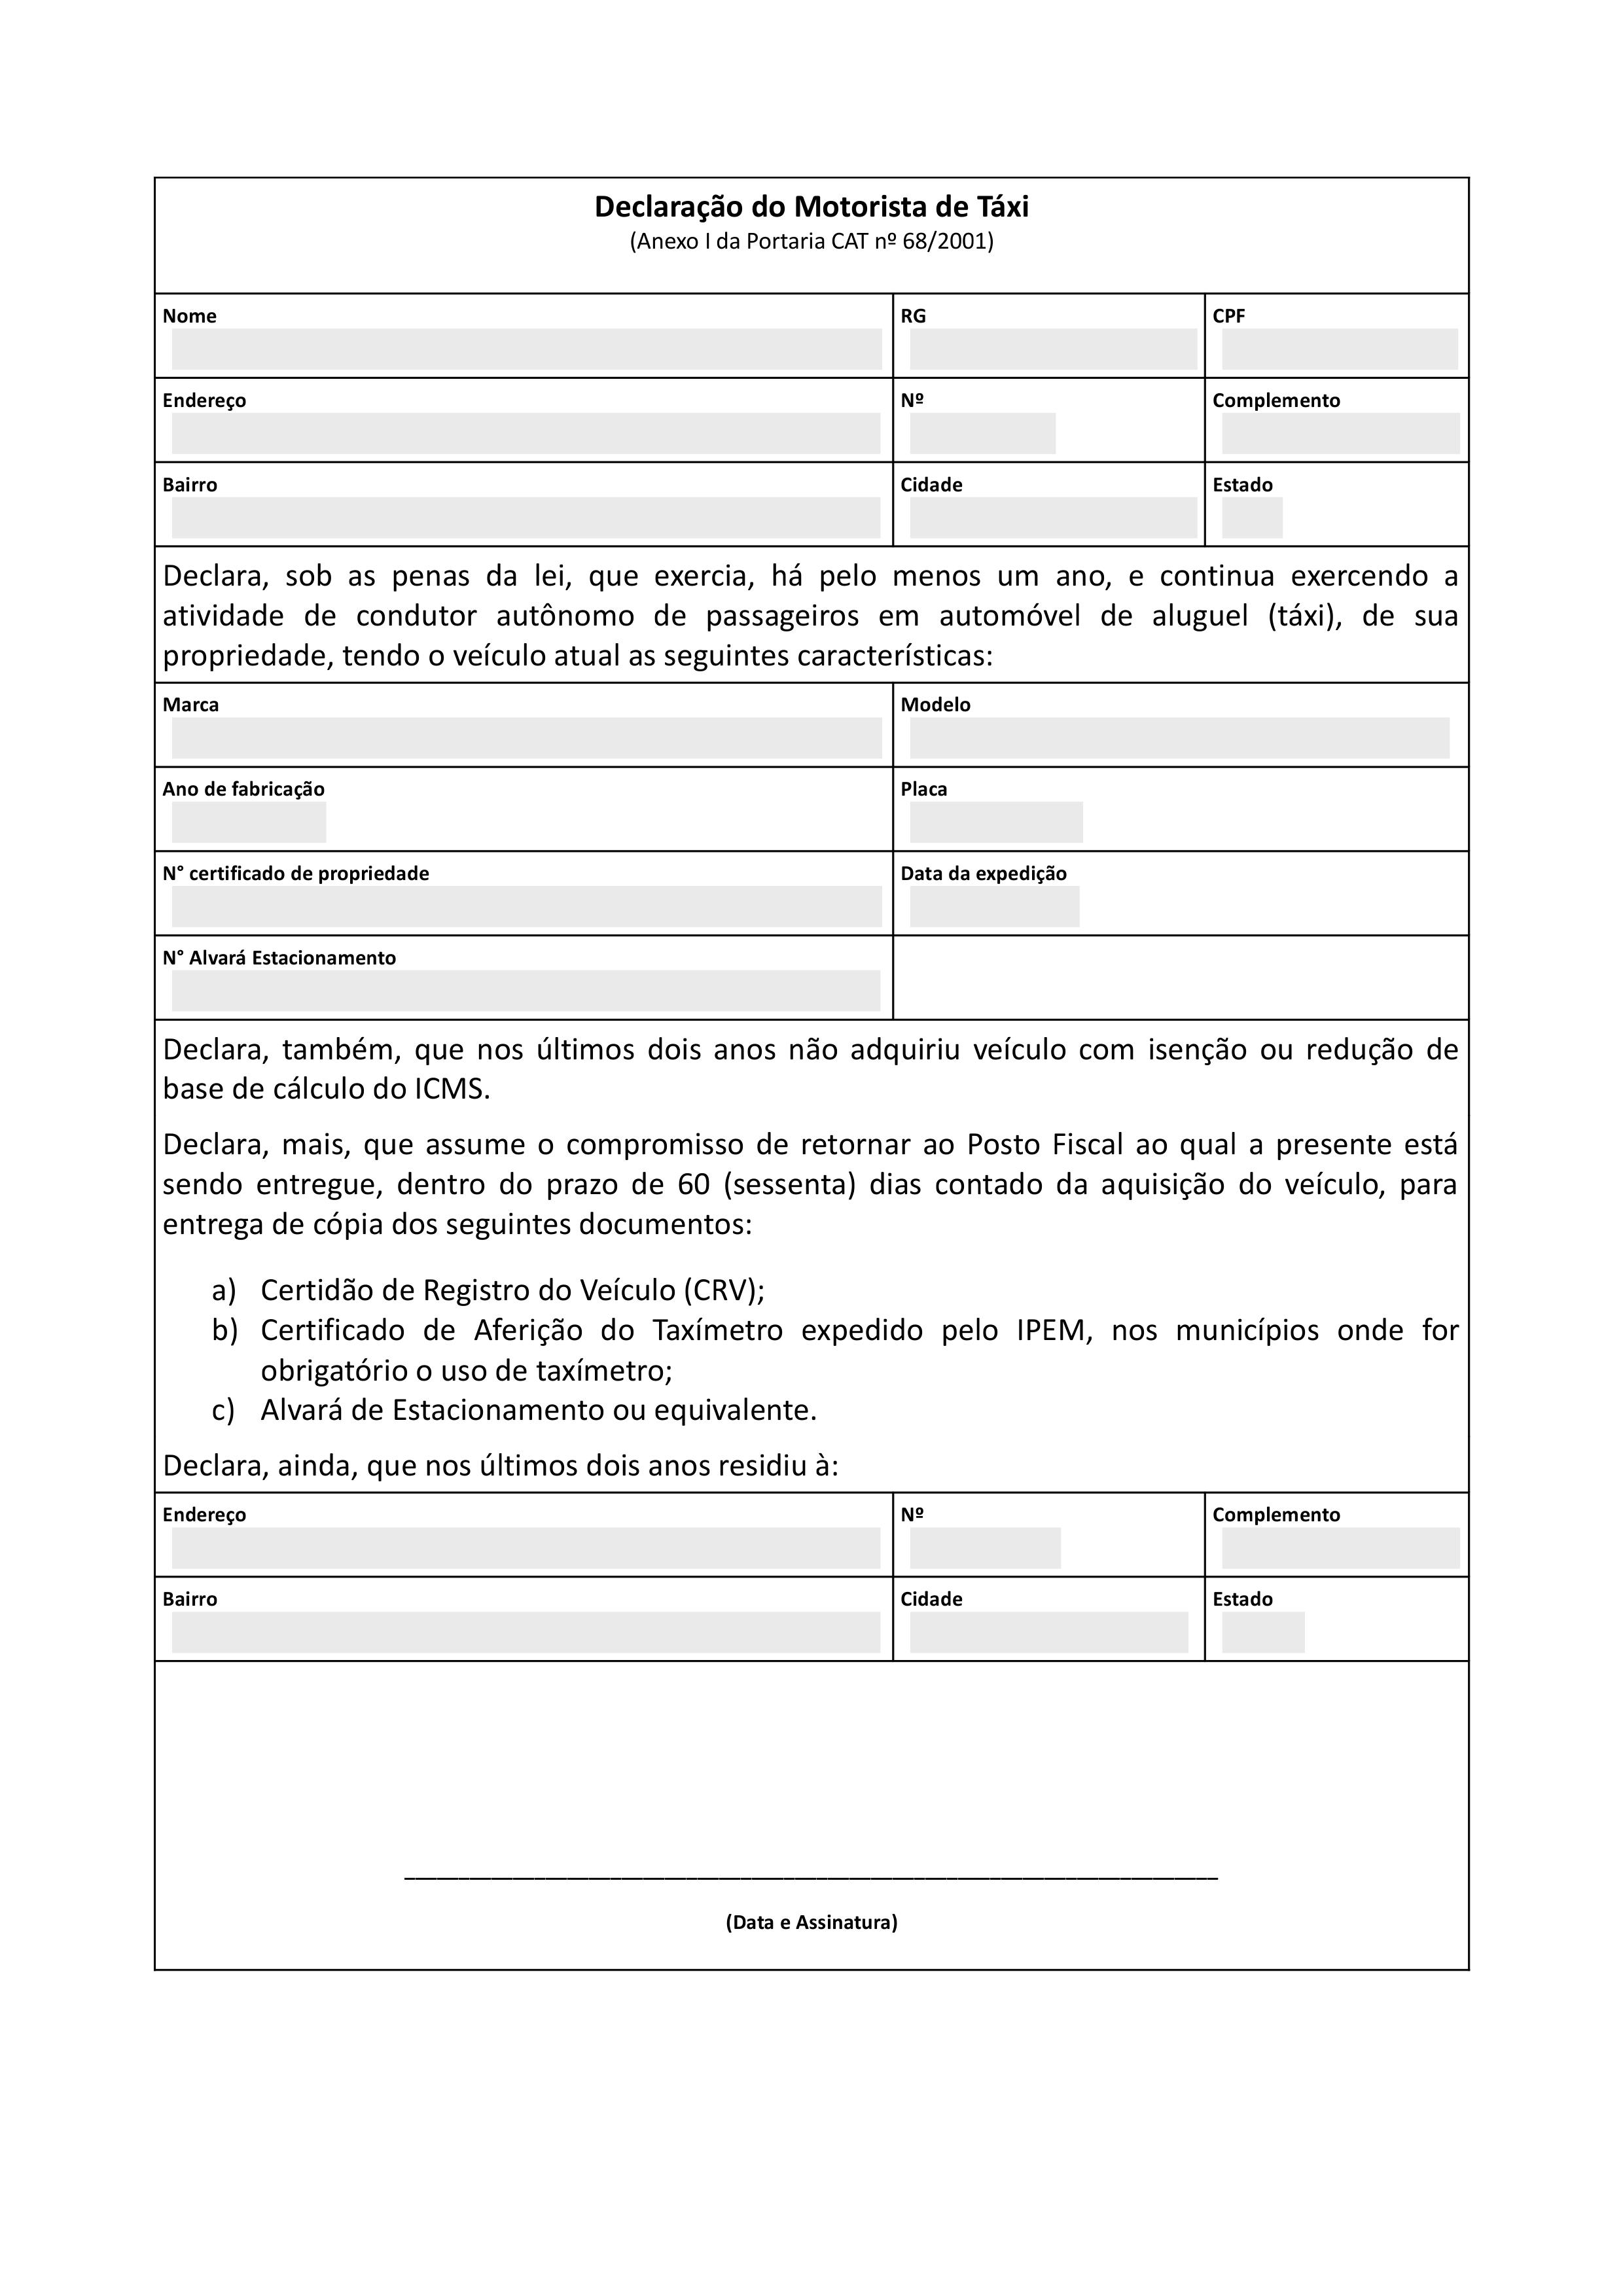 Declaração do Motorista de Táxi
(Anexo I da Portaria CAT nº 68/2001)
Nome RG CPF
Endereço Nº Complemento
Bairro Cidade Estado
Declara, sob as penas da lei, que exercia, há pelo menos um ano, e continua exercendo a
atividade de condutor autônomo de passageiros em automóvel de aluguel (táxi), de sua
propriedade, tendo o veículo atual as seguintes características:
Marca Modelo
Ano de fabricação Placa
N° certificado de propriedade Data da expedição
N° Alvará Estacionamento
Declara, também, que nos últimos dois anos não adquiriu veículo com isenção ou redução de
base de cálculo do ICMS.
Declara, mais, que assume o compromisso de retornar ao Posto Fiscal ao qual a presente está
sendo entregue, dentro do prazo de 60 (sessenta) dias contado da aquisição do veículo, para
entrega de cópia dos seguintes documentos:
a) Certidão de Registro do Veículo (CRV);
b) Certificado de Aferição do Taxímetro expedido pelo IPEM, nos municípios onde for
obrigatório o uso de taxímetro;
c) Alvará de Estacionamento ou equivalente.
Declara, ainda, que nos últimos dois anos residiu à:
Endereço Nº Complemento
Bairro Cidade Estado
(Data e Assinatura)